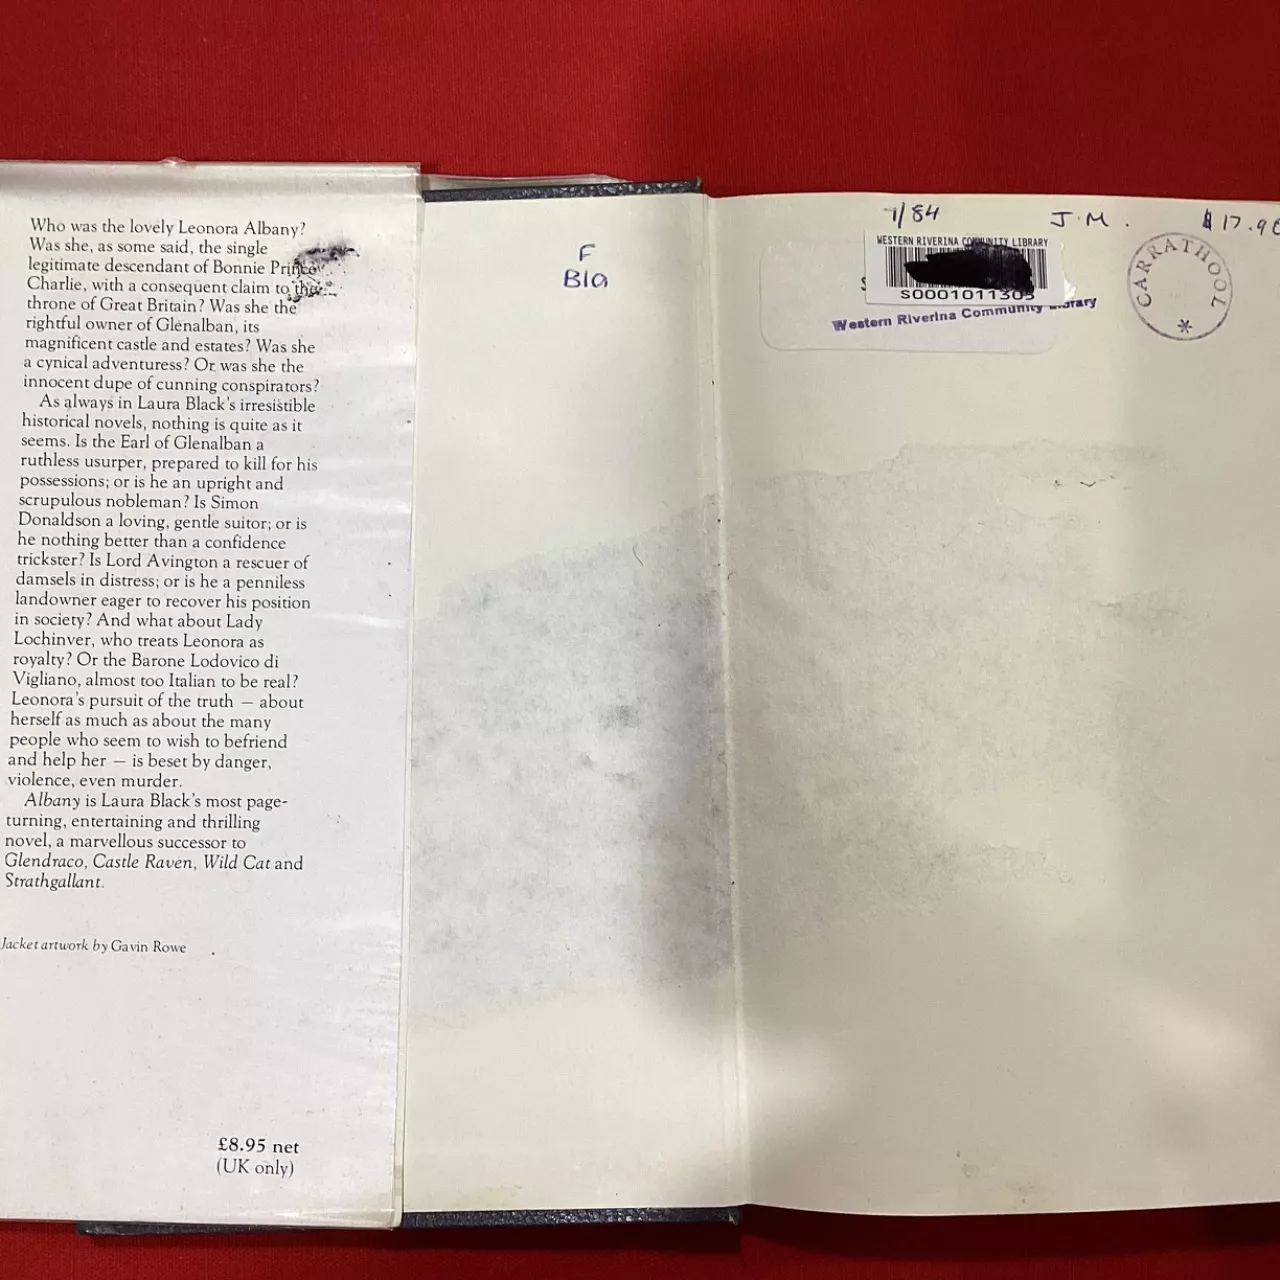 Who was the lovely Leonora Albany?
Was she, as some said, the single
legitimate descendant of Bonnie Prince
Charlie, with a consequent claim to the
throne of Great Britain? Was she the
rightful owner of Glenalban, its
magnificent castle and estates? Was she
a cynical adventuress? Or was she the
innocent dupe of cunning conspirators?
As always in Laura Black's irresistible
historical novels, nothing is quite as it
seems. Is the Earl of Glenalban a
ruthless usurper, prepared to kill for his
possessions; or is he an upright and
scrupulous nobleman? Is Simon
Donaldson a loving, gentle suitor; or is
he nothing better than a confidence
trickster? Is Lord Avington a rescuer of
damsels in distress; or is he a penniless
landowner eager to recover his position
in society? And what about Lady
Lochinver, who treats Leonora as
royalty? Or the Barone Lodovico di
Vigliano, almost too Italian to be real?
Leonora's pursuit of the truth — about
herself as much as about the many
people who seem to wish to befriend
and help her — is beset by danger,
violence, even murder.
Albany is Laura Black's most page-
turning, entertaining and thrilling
novel, a marvellous successor to
Glendraco, Castle Raven, Wild Cat and
Strathgallant.
Jacket artwork by Gavin Rowe
£8.95 net
(UK only)
F
Bla
7/84 J.M. $17.90
WESTERN RIVERINA COMMUNITY LIBRARY
S0001011305
Western Riverina Community Library
CARRATHOOL
*